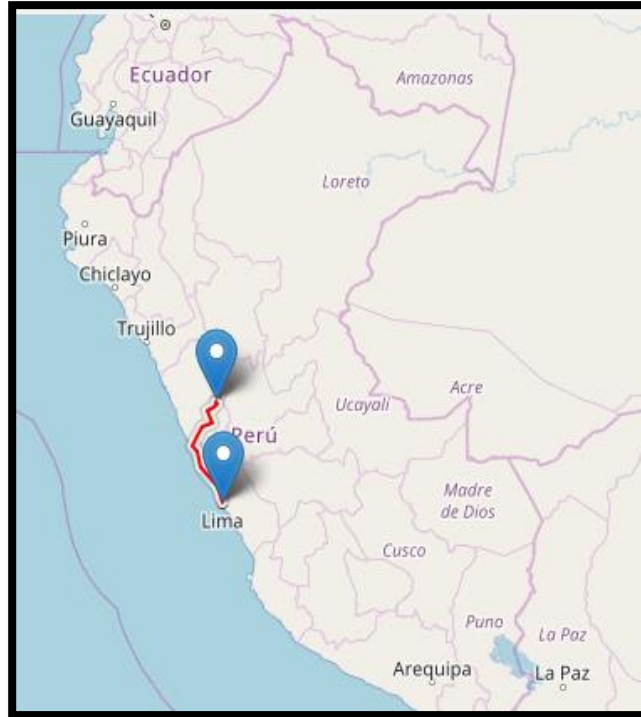 Ecuador
Amazonas
Guayaquil
Loreto
Piura
Chiclayo
Trujillo
Ucayali
Acre
Perú
Madre
de Dios
Lima
Cusco
Puno
La Paz
Arequipa
La Paz